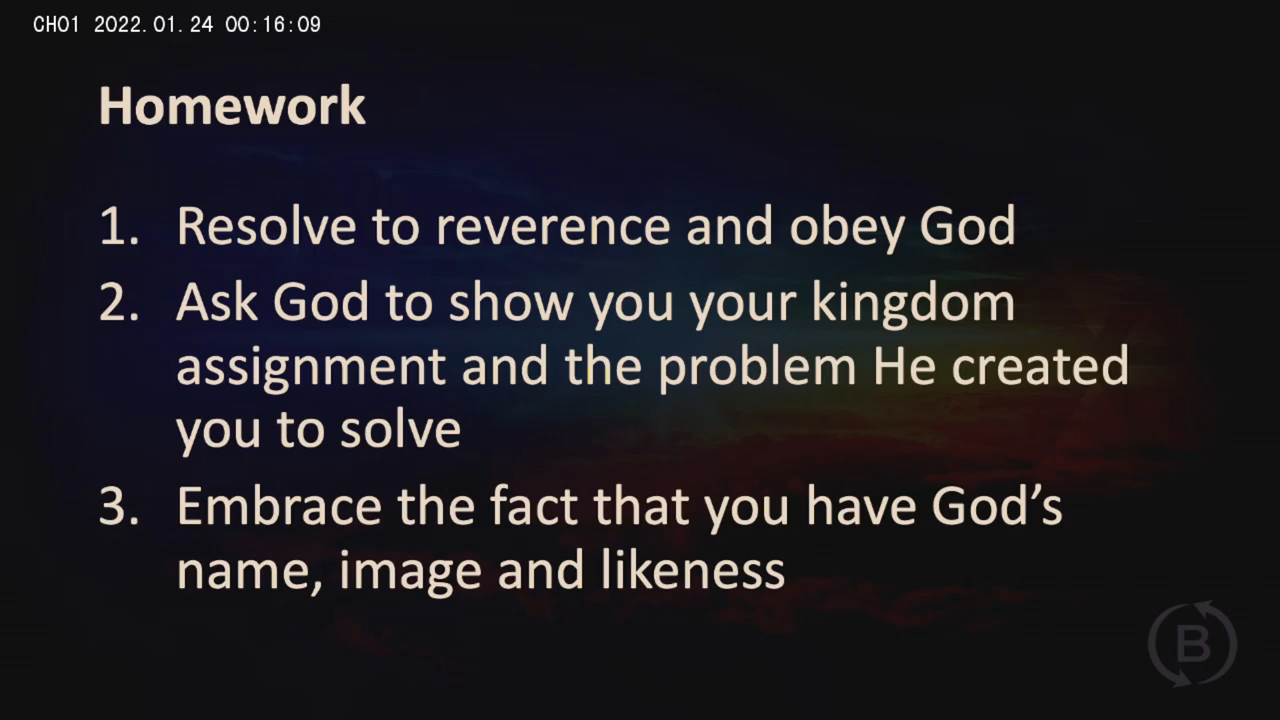 CH01 2022.01.24 00:16:09
Homework
1. Resolve to reverence and obey God
2. Ask God to show you your kingdom
assignment and the problem He created
you to solve
3. Embrace the fact that you have God’s
name, image and likeness
B